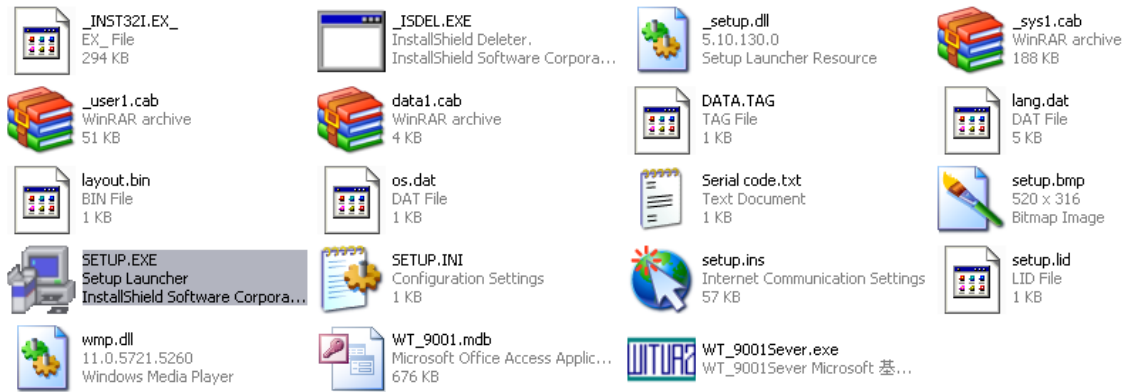 _INST32I.EX_
EX_ File
294 KB
_ISDEL.EXE
InstallShield Deleter.
InstallShield Software Corpora...
_setup.dll
5.10.130.0
Setup Launcher Resource
_sys1.cab
WinRAR archive
188 KB
_user1.cab
WinRAR archive
51 KB
data1.cab
WinRAR archive
4 KB
DATA.TAG
TAG File
1 KB
lang.dat
DAT File
5 KB
layout.bin
BIN File
1 KB
os.dat
DAT File
1 KB
Serial code.txt
Text Document
1 KB
setup.bmp
520 x 316
Bitmap Image
SETUP.EXE
Setup Launcher
InstallShield Software Corpora...
SETUP.INI
Configuration Settings
1 KB
setup.ins
Internet Communication Settings
57 KB
setup.lid
LID File
1 KB
wmp.dll
11.0.5721.5260
Windows Media Player
WT_9001.mdb
Microsoft Office Access Applic...
676 KB
WITURZ
WT_9001Sever.exe
WT_9001Sever Microsoft 基...